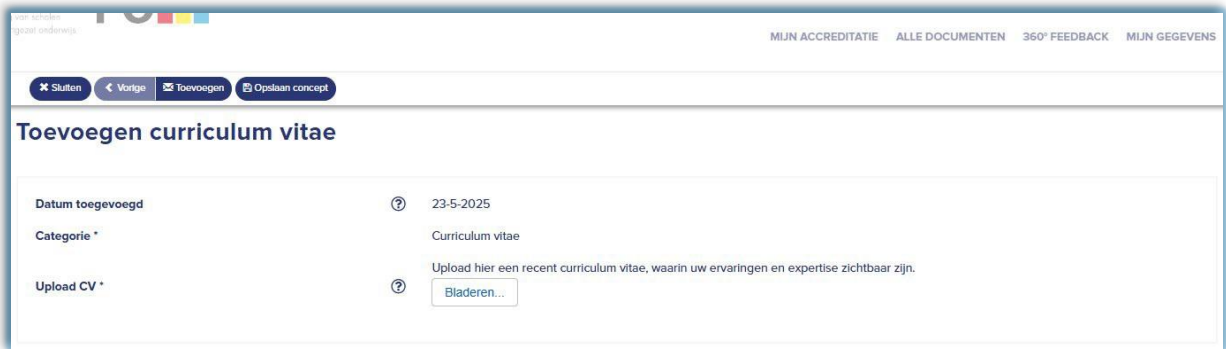 van scholen
ngezet onderwijs
MIJN ACCREDITATIE ALLE DOCUMENTEN 360° FEEDBACK MIJN GEGEVENS
Sluiten Vorige Toevoegen Opslaan concept
Toevoegen curriculum vitae
Datum toegevoegd 23-5-2025
Categorie * Curriculum vitae
Upload hier een recent curriculum vitae, waarin uw ervaringen en expertise zichtbaar zijn.
Upload CV * Bladeren...